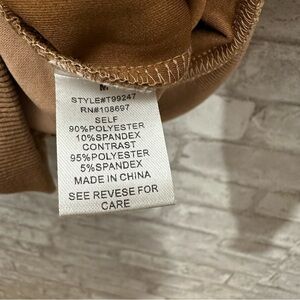 M
STYLE#T99247
RN#108697
SELF
90%POLYESTER
10%SPANDEX
CONTRAST
95%POLYESTER
5%SPANDEX
MADE IN CHINA
SEE REVESE FOR
CARE